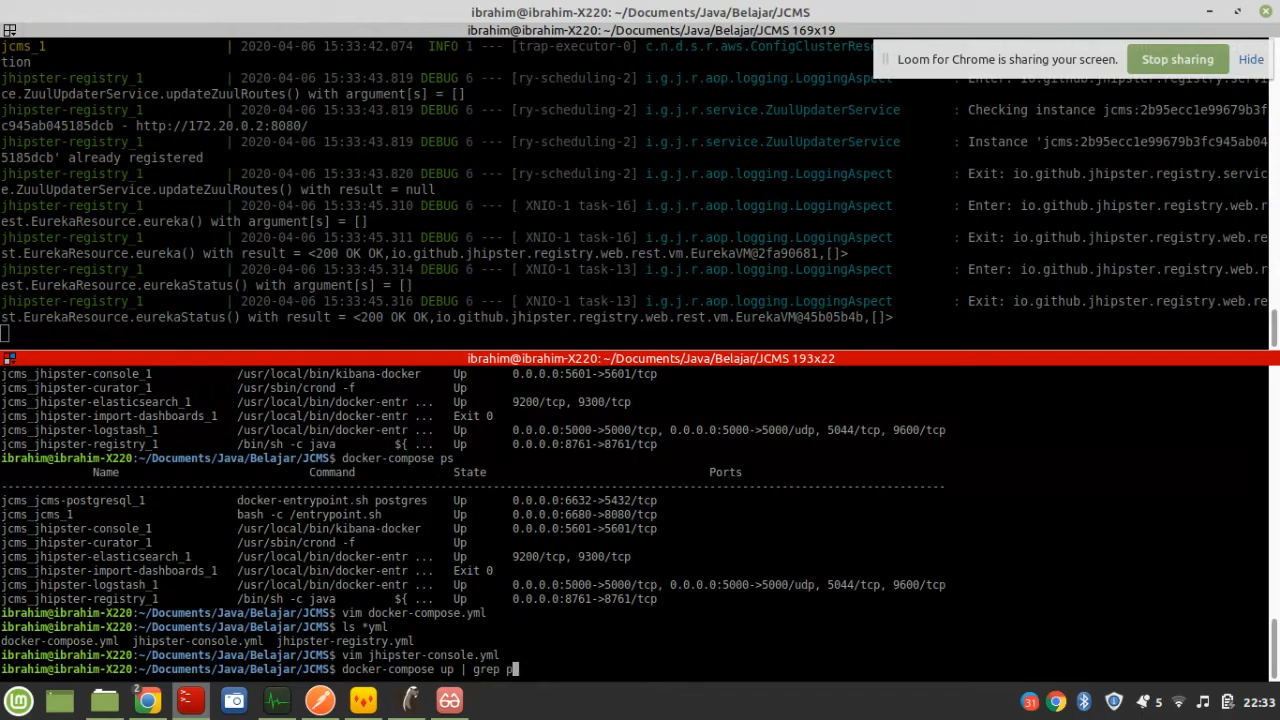 ibrahim@ibrahim-X220: ~/Documents/Java/Belajar/JCMS
ibrahim@ibrahim-X220: ~/Documents/Java/Belajar/JCMS 169x19
jcms_1                      | 2020-04-06 15:33:42.074  INFO 1 --- [trap-executor-0] c.n.d.s.r.aws.ConfigClusterReso
tion
Loom for Chrome is sharing your screen. Stop sharing Hide
jhipster-registry_1         | 2020-04-06 15:33:43.819 DEBUG 6 --- [ry-scheduling-2] i.g.j.r.aop.logging.LoggingAspect        : Enter: io.github.jhipster.registry.servic
e.ZuulUpdaterService.updateZuulRoutes() with argument[s] = []
jhipster-registry_1         | 2020-04-06 15:33:43.819 DEBUG 6 --- [ry-scheduling-2] i.g.j.r.service.ZuulUpdaterService       : Checking instance jcms:2b95ecc1e99679b3f
c945ab045185dcb - http://172.20.0.2:8080/
jhipster-registry_1         | 2020-04-06 15:33:43.819 DEBUG 6 --- [ry-scheduling-2] i.g.j.r.service.ZuulUpdaterService       : Instance 'jcms:2b95ecc1e99679b3fc945ab04
5185dcb' already registered
jhipster-registry_1         | 2020-04-06 15:33:43.820 DEBUG 6 --- [ry-scheduling-2] i.g.j.r.aop.logging.LoggingAspect        : Exit: io.github.jhipster.registry.servic
e.ZuulUpdaterService.updateZuulRoutes() with result = null
jhipster-registry_1         | 2020-04-06 15:33:45.310 DEBUG 6 --- [ XNIO-1 task-16] i.g.j.r.aop.logging.LoggingAspect        : Enter: io.github.jhipster.registry.web.r
est.EurekaResource.eureka() with argument[s] = []
jhipster-registry_1         | 2020-04-06 15:33:45.311 DEBUG 6 --- [ XNIO-1 task-16] i.g.j.r.aop.logging.LoggingAspect        : Exit: io.github.jhipster.registry.web.re
st.EurekaResource.eureka() with result = <200 OK OK,io.github.jhipster.registry.web.rest.vm.EurekaVM@2fa90681,[]>
jhipster-registry_1         | 2020-04-06 15:33:45.314 DEBUG 6 --- [ XNIO-1 task-13] i.g.j.r.aop.logging.LoggingAspect        : Enter: io.github.jhipster.registry.web.r
est.EurekaResource.eurekaStatus() with argument[s] = []
jhipster-registry_1         | 2020-04-06 15:33:45.316 DEBUG 6 --- [ XNIO-1 task-13] i.g.j.r.aop.logging.LoggingAspect        : Exit: io.github.jhipster.registry.web.re
st.EurekaResource.eurekaStatus() with result = <200 OK OK,io.github.jhipster.registry.web.rest.vm.EurekaVM@45b05b4b,[]>
ibrahim@ibrahim-X220: ~/Documents/Java/Belajar/JCMS 193x22
jcms_jhipster-console_1             /usr/local/bin/kibana-docker     Up       0.0.0.0:5601->5601/tcp
jcms_jhipster-curator_1             /usr/sbin/crond -f               Up
jcms_jhipster-elasticsearch_1       /usr/local/bin/docker-entr ...   Up       9200/tcp, 9300/tcp
jcms_jhipster-import-dashboards_1   docker-entrypoint.sh /usr/local/bin/docker-entr ...   Exit 0
jcms_jhipster-logstash_1            /usr/local/bin/docker-entr ...   Up       0.0.0.0:5000->5000/tcp, 0.0.0.0:5000->5000/udp, 5044/tcp, 9600/tcp
jcms_jhipster-registry_1            /bin/sh -c java        ${ ...    Up       0.0.0.0:8761->8761/tcp
ibrahim@ibrahim-X220:~/Documents/Java/Belajar/JCMS$ docker-compose ps
Name                         Command                State                                Ports
------------------------------------------------------------------------------------------------------------------------------------------------
jcms_jcms-postgresql_1              docker-entrypoint.sh postgres    Up       0.0.0.0:6632->5432/tcp
jcms_jcms_1                         bash -c /entrypoint.sh           Up       0.0.0.0:6680->8080/tcp
jcms_jhipster-console_1             /usr/local/bin/kibana-docker     Up       0.0.0.0:5601->5601/tcp
jcms_jhipster-curator_1             /usr/sbin/crond -f               Up
jcms_jhipster-elasticsearch_1       /usr/local/bin/docker-entr ...   Up       9200/tcp, 9300/tcp
jcms_jhipster-import-dashboards_1   /usr/local/bin/docker-entr ...   Exit 0
jcms_jhipster-logstash_1            /usr/local/bin/docker-entr ...   Up       0.0.0.0:5000->5000/tcp, 0.0.0.0:5000->5000/udp, 5044/tcp, 9600/tcp
jcms_jhipster-registry_1            /bin/sh -c java        ${ ...    Up       0.0.0.0:8761->8761/tcp
ibrahim@ibrahim-X220:~/Documents/Java/Belajar/JCMS$ vim docker-compose.yml
ibrahim@ibrahim-X220:~/Documents/Java/Belajar/JCMS$ ls *yml
docker-compose.yml  jhipster-console.yml  jhipster-registry.yml
ibrahim@ibrahim-X220:~/Documents/Java/Belajar/JCMS$ vim jhipster-console.yml
ibrahim@ibrahim-X220:~/Documents/Java/Belajar/JCMS$ docker-compose up | grep p
2
31
5
22:33